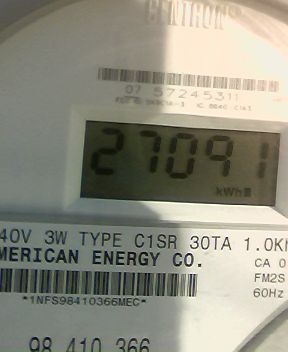 CENTRON
07 57245311
27091
kWh
40V 3W TYPE C1SR 30TA 1.0K
MERICAN ENERGY CO.
CA 0
FM2S
60Hz
*1NFS98410366MEC*
98 410 366